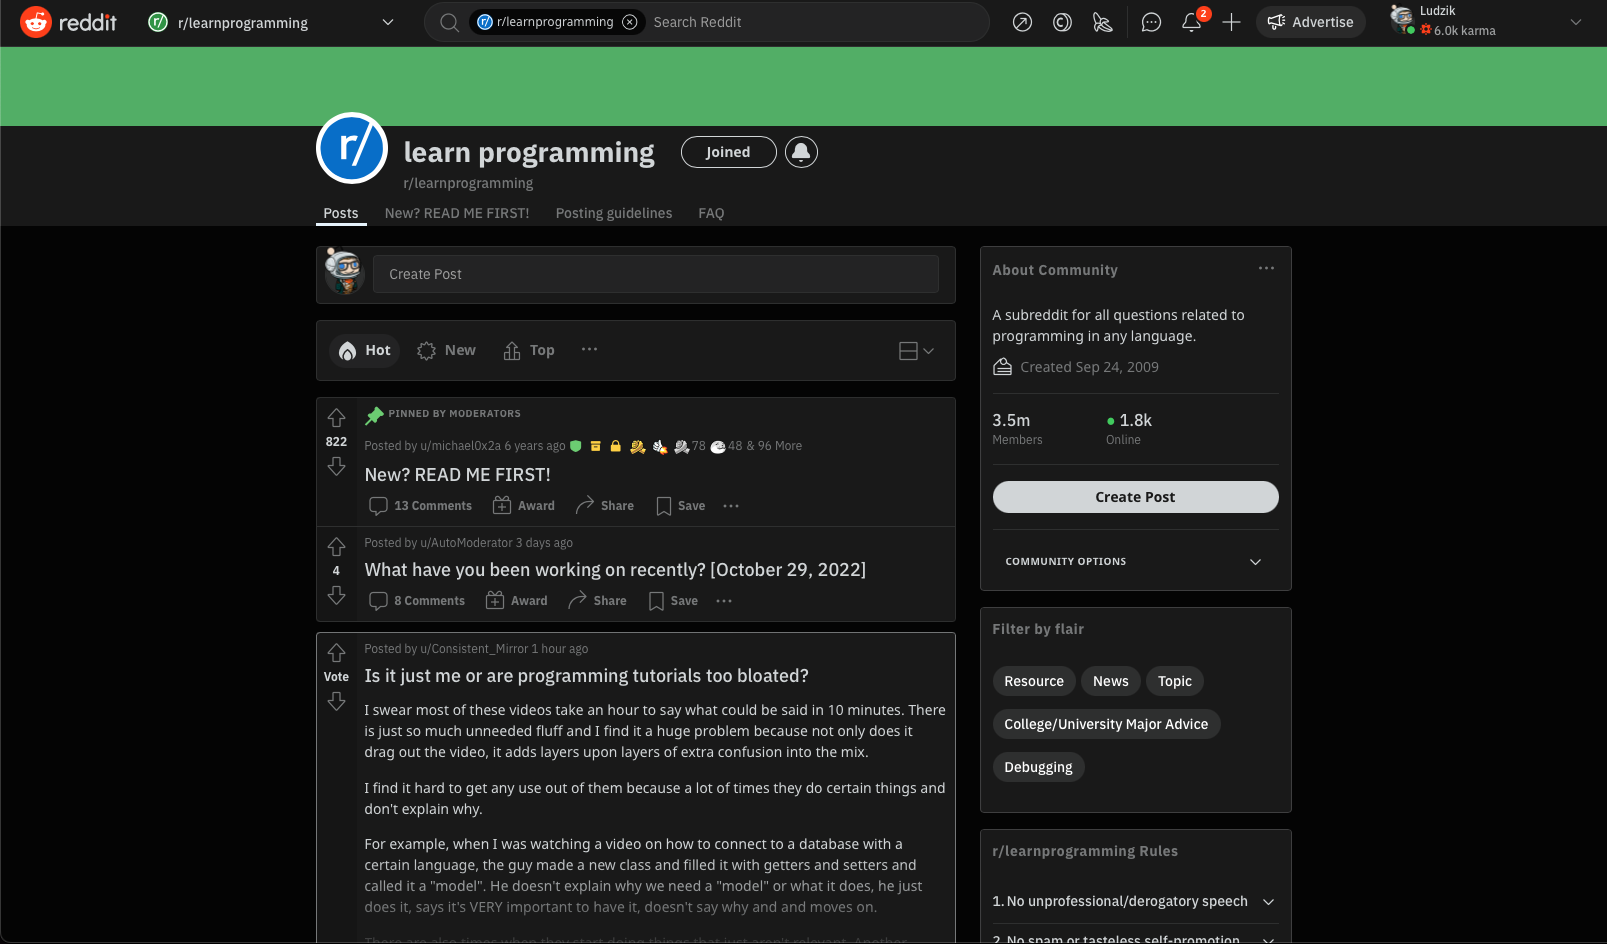 reddit
r/learnprogramming
r/learnprogramming
Search Reddit
2
Advertise
Ludzik
6.0k karma
r/
learn programming
Joined
r/learnprogramming
Posts
New? READ ME FIRST!
Posting guidelines
FAQ
Create Post
Hot
New
Top
PINNED BY MODERATORS
822
Posted by u/michael0x2a 6 years ago 78 48 & 96 More
New? READ ME FIRST!
13 Comments Award Share Save
Posted by u/AutoModerator 3 days ago
4
What have you been working on recently? [October 29, 2022]
8 Comments Award Share Save
Posted by u/Consistent_Mirror 1 hour ago
Vote
Is it just me or are programming tutorials too bloated?
I swear most of these videos take an hour to say what could be said in 10 minutes. There
is just so much unneeded fluff and I find it a huge problem because not only does it
drag out the video, it adds layers upon layers of extra confusion into the mix.
I find it hard to get any use out of them because a lot of times they do certain things and
don't explain why.
For example, when I was watching a video on how to connect to a database with a
certain language, the guy made a new class and filled it with getters and setters and
called it a "model". He doesn't explain why we need a "model" or what it does, he just
does it, says it's VERY important to have it, doesn't say why and and moves on.
There are also times when they start doing things that just aren't relevant. Another
About Community
A subreddit for all questions related to
programming in any language.
Created Sep 24, 2009
3.5m
Members
1.8k
Online
Create Post
COMMUNITY OPTIONS
Filter by flair
Resource
News
Topic
College/University Major Advice
Debugging
r/learnprogramming Rules
1. No unprofessional/derogatory speech
2. No spam or tasteless self-promotion